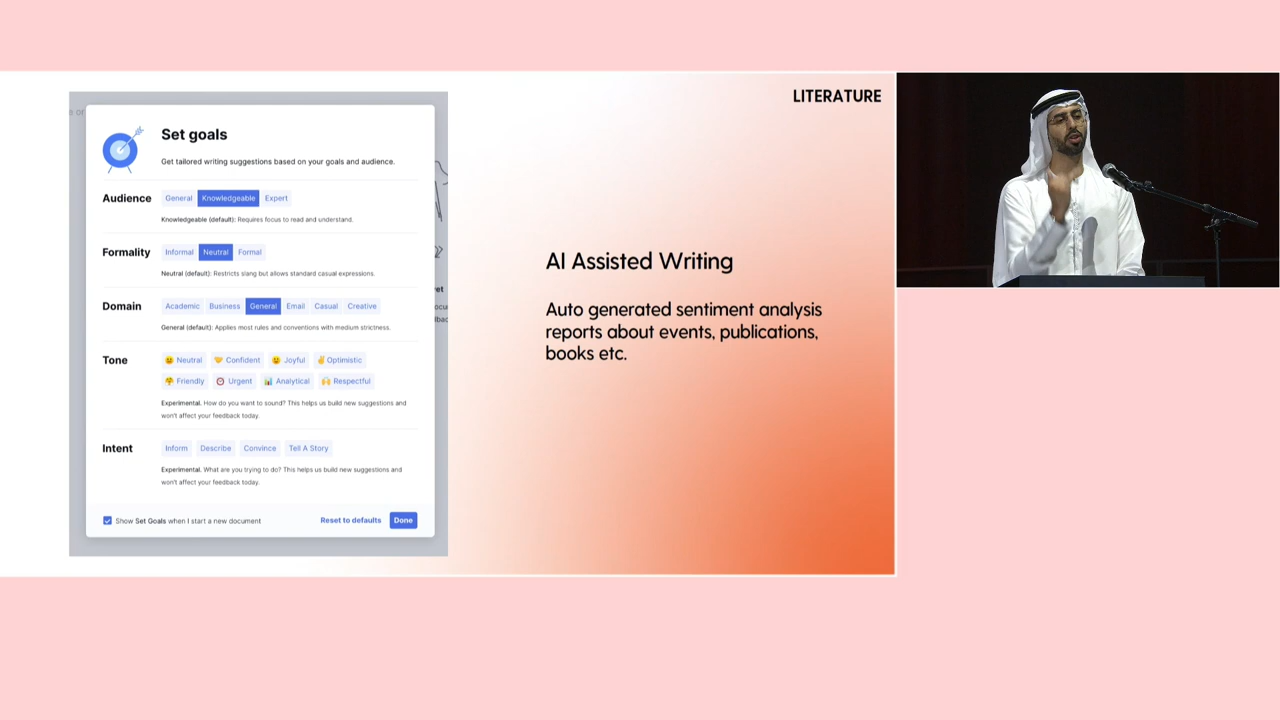 LITERATURE
e or
Set goals
Get tailored writing suggestions based on your goals and audience.
Audience General Knowledgeable Expert
Knowledgeable (default): Requires focus to read and understand.
Formality Informal Neutral Formal
Neutral (default): Restricts slang but allows standard casual expressions.
Domain Academic Business General Email Casual Creative
General (default): Applies most rules and conventions with medium strictness.
Tone Neutral Confident Joyful Optimistic
Friendly Urgent Analytical Respectful
Experimental. How do you want to sound? This helps us build new suggestions and
won't affect your feedback today.
Intent Inform Describe Convince Tell A Story
Experimental. What are you trying to do? This helps us build new suggestions and
won't affect your feedback today.
Show Set Goals when I start a new document Reset to defaults Done
et
ocu
lbac
AI Assisted Writing
Auto generated sentiment analysis
reports about events, publications,
books etc.